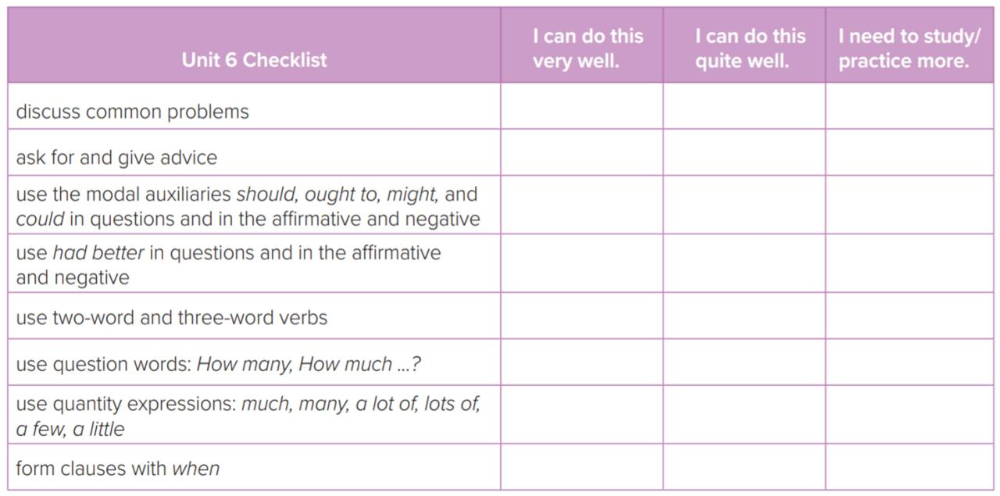 Unit 6 Checklist
I can do this
very well.
I can do this
quite well.
I need to study/
practice more.
discuss common problems
ask for and give advice
use the modal auxiliaries should, ought to, might, and
could in questions and in the affirmative and negative
use had better in questions and in the affirmative
and negative
use two-word and three-word verbs
use question words: How many, How much ...?
use quantity expressions: much, many, a lot of, lots of,
a few, a little
form clauses with when